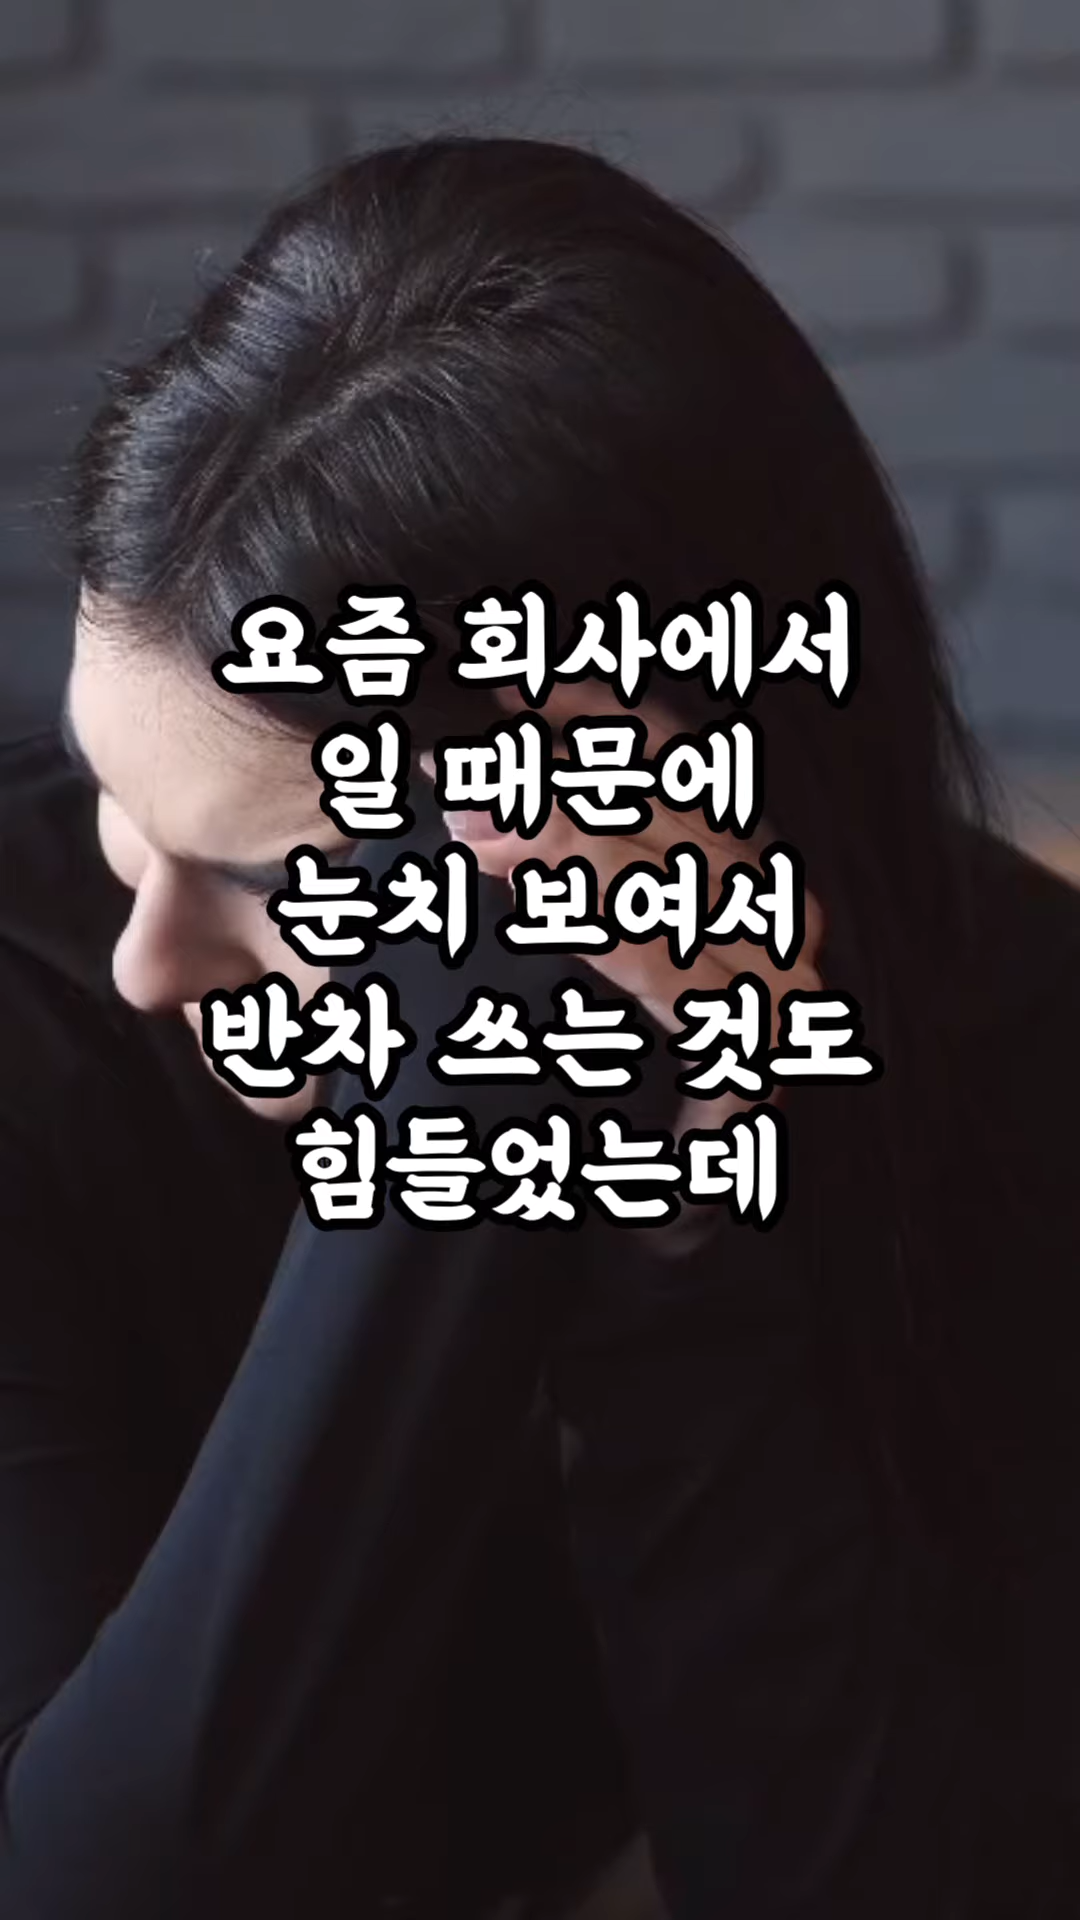 요즘 회사에서
일 때문에
눈치 보여서
반차 쓰는 것도
힘들었는데